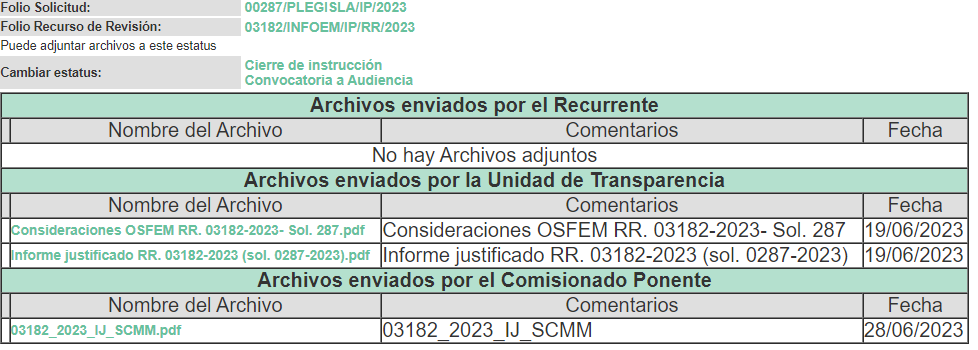 Folio Solicitud: 00287/PLEGISLA/IP/2023
Folio Recurso de Revisión: 03182/INFOEM/IP/RR/2023
Puede adjuntar archivos a este estatus
Cambiar estatus: Cierre de instrucción
Convocatoria a Audiencia
Archivos enviados por el Recurrente
Nombre del Archivo Comentarios Fecha
No hay Archivos adjuntos
Archivos enviados por la Unidad de Transparencia
Nombre del Archivo Comentarios Fecha
Consideraciones OSFEM RR. 03182-2023- Sol. 287.pdf Consideraciones OSFEM RR. 03182-2023- Sol. 287 19/06/2023
Informe justificado RR. 03182-2023 (sol. 0287-2023).pdf Informe justificado RR. 03182-2023 (sol. 0287-2023) 19/06/2023
Archivos enviados por el Comisionado Ponente
Nombre del Archivo Comentarios Fecha
03182_2023_IJ_SCMM.pdf 03182_2023_IJ_SCMM 28/06/2023